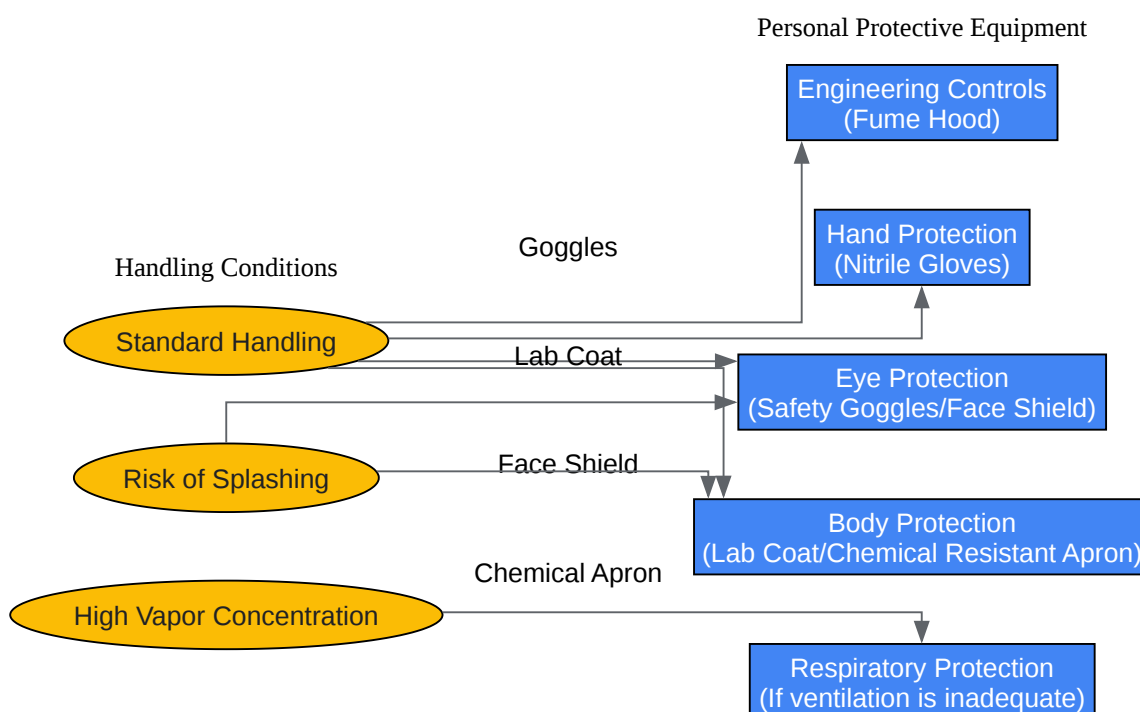 Personal Protective Equipment
Engineering Controls
(Fume Hood)
Hand Protection
(Nitrile Gloves)
Goggles
Handling Conditions
Standard Handling
Lab Coat
Eye Protection
(Safety Goggles/Face Shield)
Risk of Splashing
Face Shield
Body Protection
(Lab Coat/Chemical Resistant Apron)
Chemical Apron
High Vapor Concentration
Respiratory Protection
(If ventilation is inadequate)